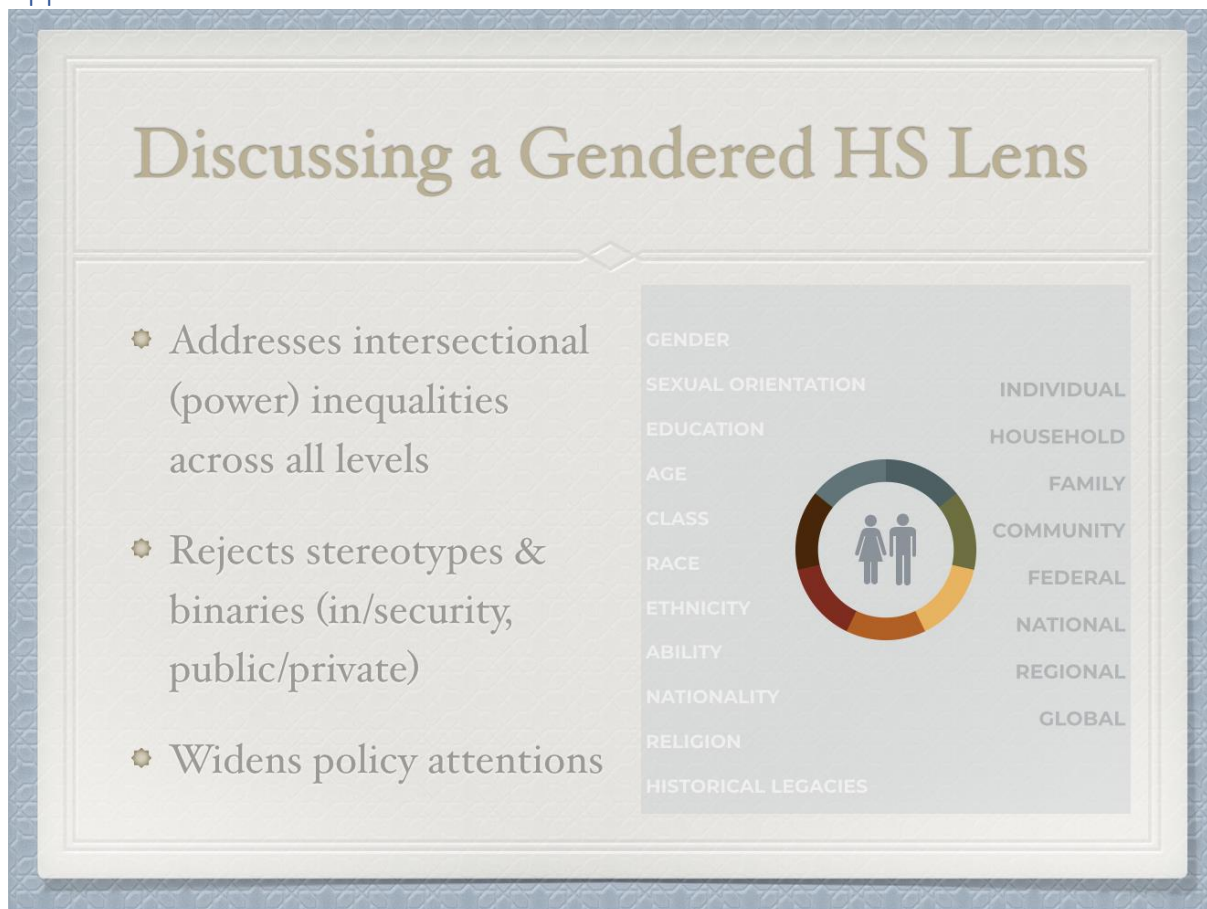 Discussing a Gendered HS Lens
Addresses intersectional
(power) inequalities
across all levels
Rejects stereotypes &
binaries (in/security,
public/private)
Widens policy attentions
GENDER
SEXUAL ORIENTATION
EDUCATION
AGE
CLASS
RACE
ETHNICITY
ABILITY
NATIONALITY
RELIGION
HISTORICAL LEGACIES
INDIVIDUAL
HOUSEHOLD
FAMILY
COMMUNITY
FEDERAL
NATIONAL
REGIONAL
GLOBAL